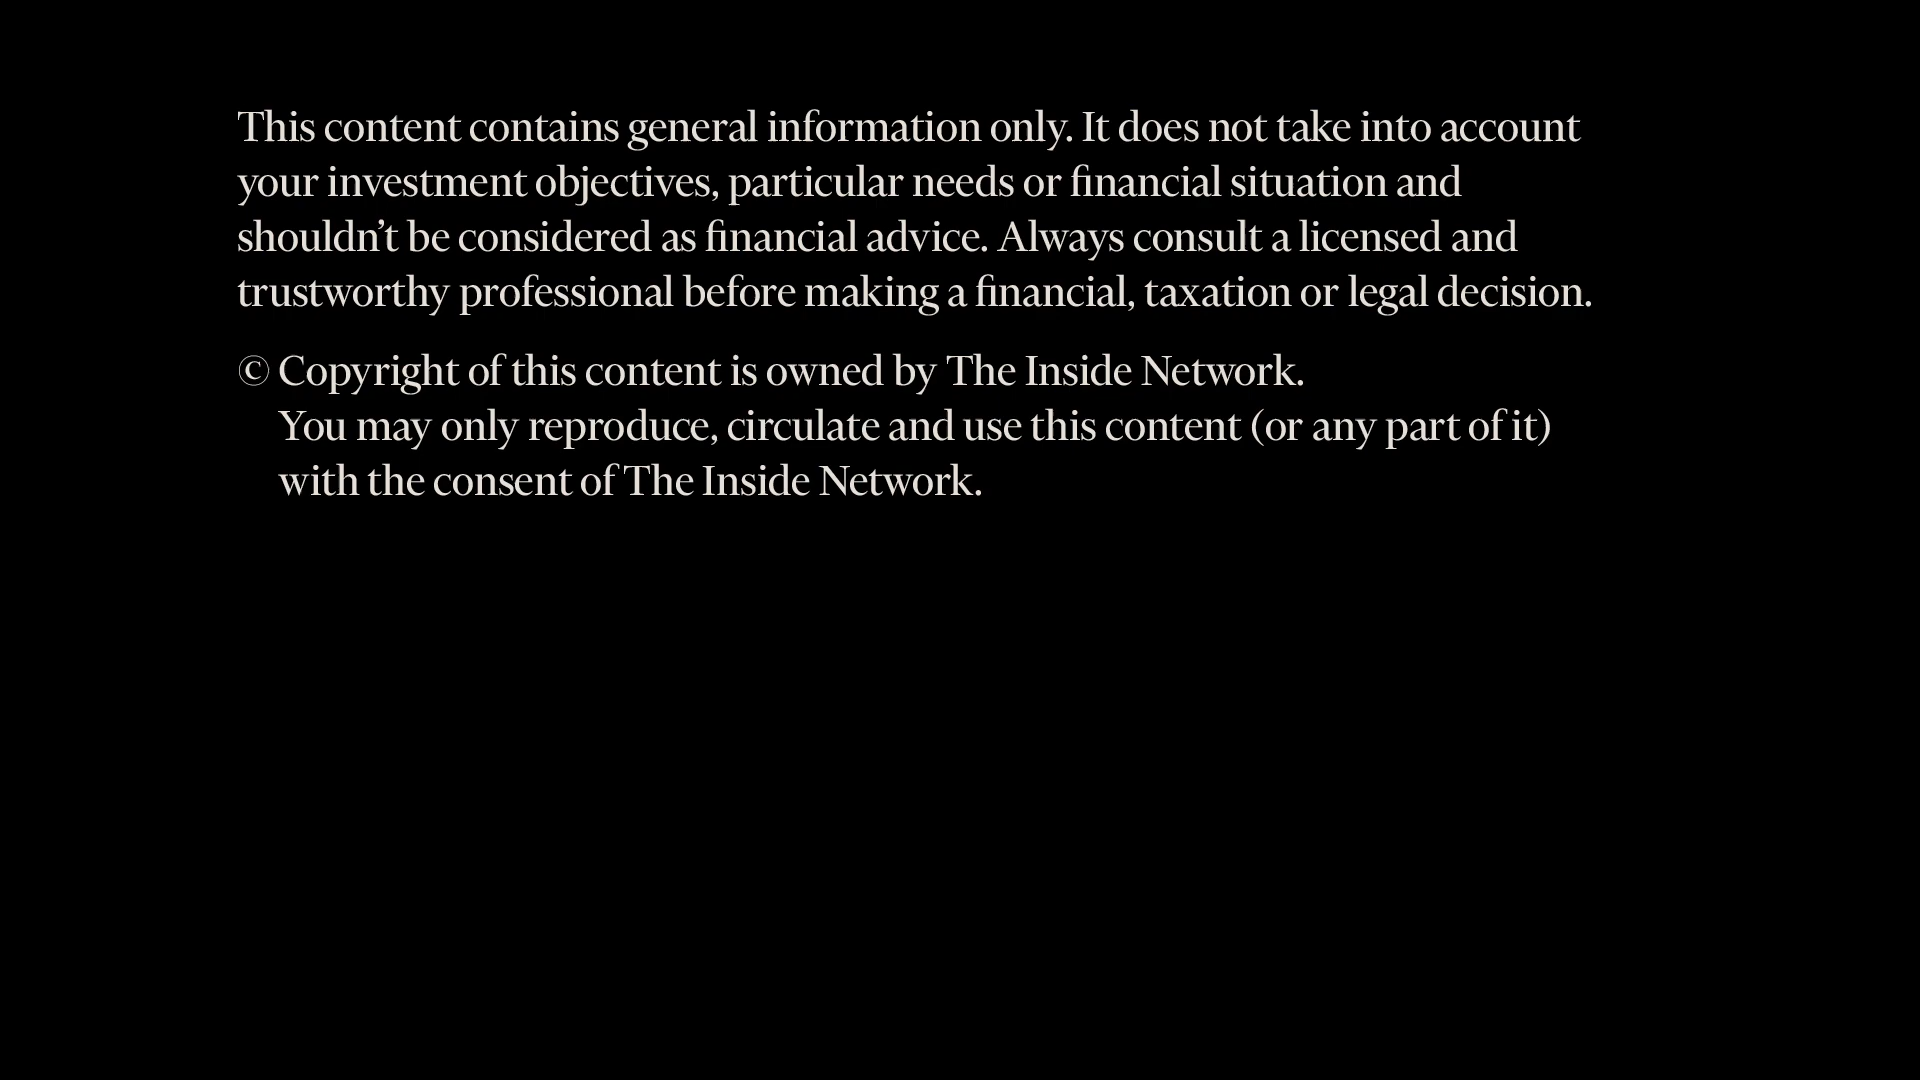 This content contains general information only. It does not take into account
your investment objectives, particular needs or financial situation and
shouldn’t be considered as financial advice. Always consult a licensed and
trustworthy professional before making a financial, taxation or legal decision.
© Copyright of this content is owned by The Inside Network.
You may only reproduce, circulate and use this content (or any part of it)
with the consent of The Inside Network.